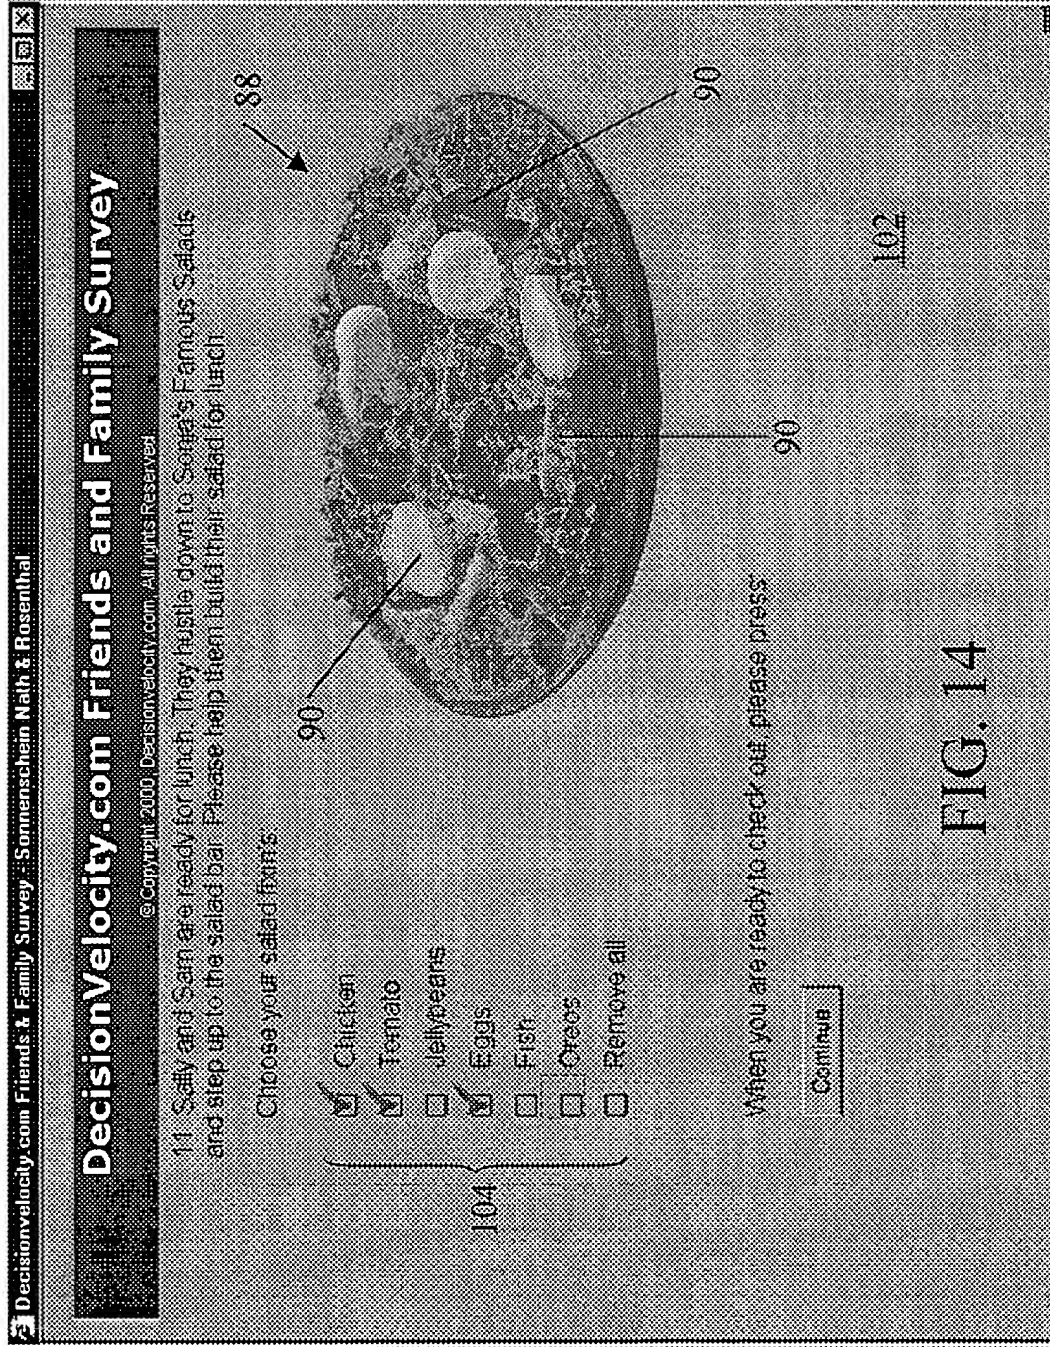 Decisionvelocity.com Friends & Family Survey - Sonnenschein Nath & Rosenthal
DecisionVelocity.com Friends and Family Survey
© Copyright 2000, Decisionvelocity.com, All rights Reserved
11. Sally and Sam are ready for lunch. They hustle down to Sonia's Famous Salads
and step up to the salad bar. Please help them build their salad for lunch
Choose your salad fixin's
88
90
Chicken
Tomato
Jellybeans
Eggs
Fish
Oreos
Remove all
104
90
90
When you are ready to check out, please press
Continue
102
FIG. 14